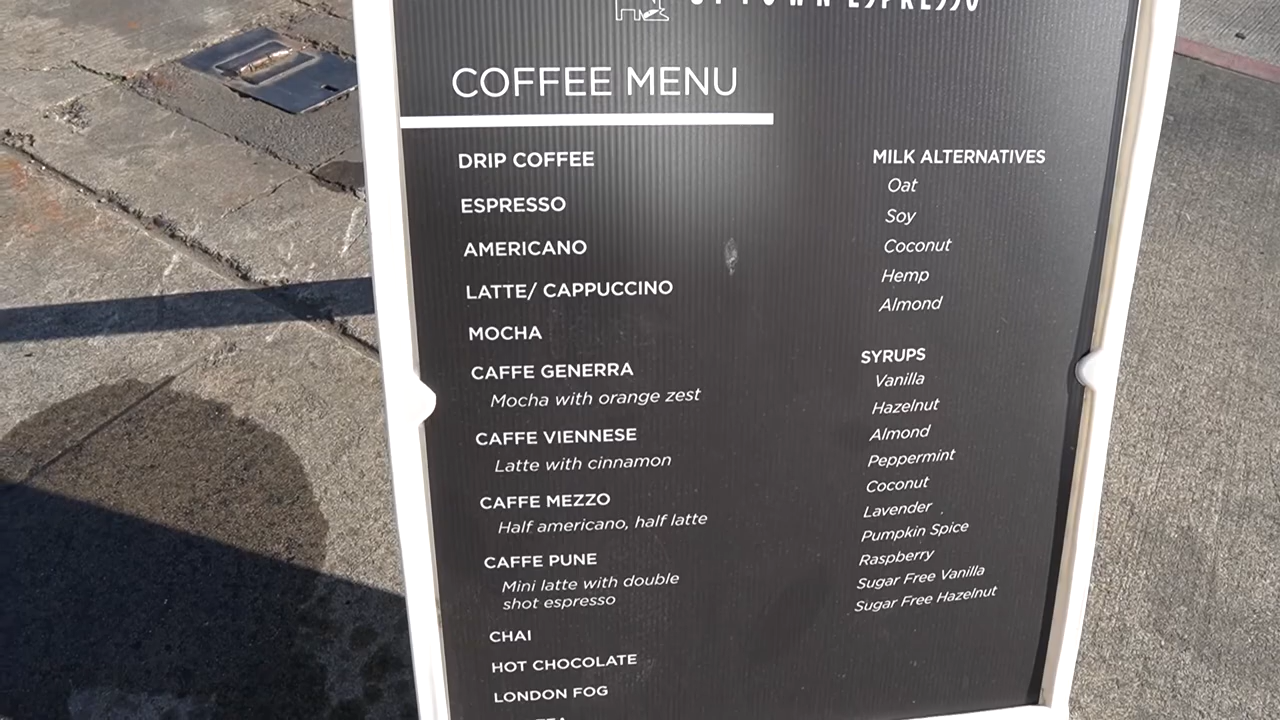 UPTOWN ESPRESSO
COFFEE MENU
DRIP COFFEE
ESPRESSO
AMERICANO
LATTE/ CAPPUCCINO
MOCHA
CAFFE GENERRA
Mocha with orange zest
CAFFE VIENNESE
Latte with cinnamon
CAFFE MEZZO
Half americano, half latte
CAFFE PUNE
Mini latte with double
shot espresso
CHAI
HOT CHOCOLATE
LONDON FOG
TEA
MILK ALTERNATIVES
Oat
Soy
Coconut
Hemp
Almond
SYRUPS
Vanilla
Hazelnut
Almond
Peppermint
Coconut
Lavender
Pumpkin Spice
Raspberry
Sugar Free Vanilla
Sugar Free Hazelnut